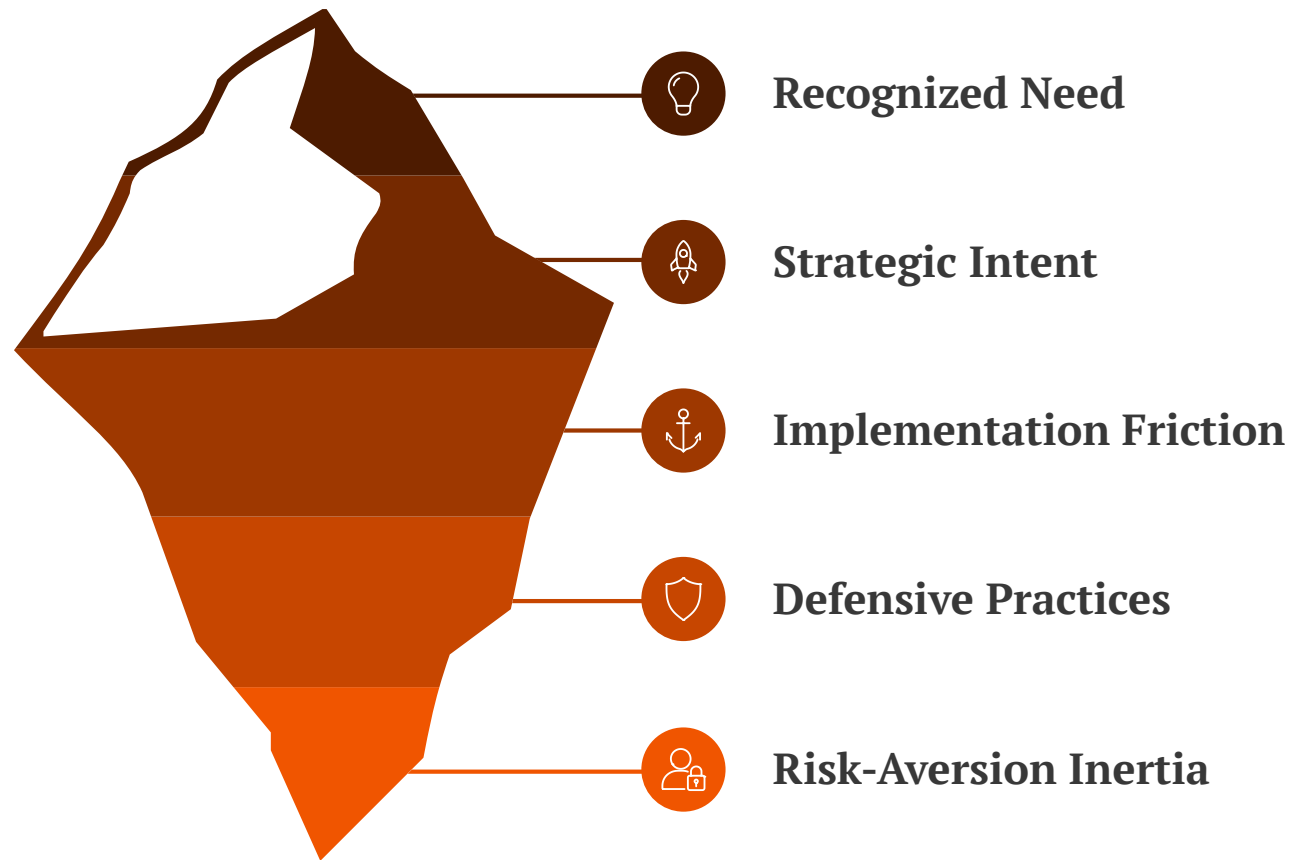 Recognized Need
Strategic Intent
Implementation Friction
Defensive Practices
Risk-Aversion Inertia